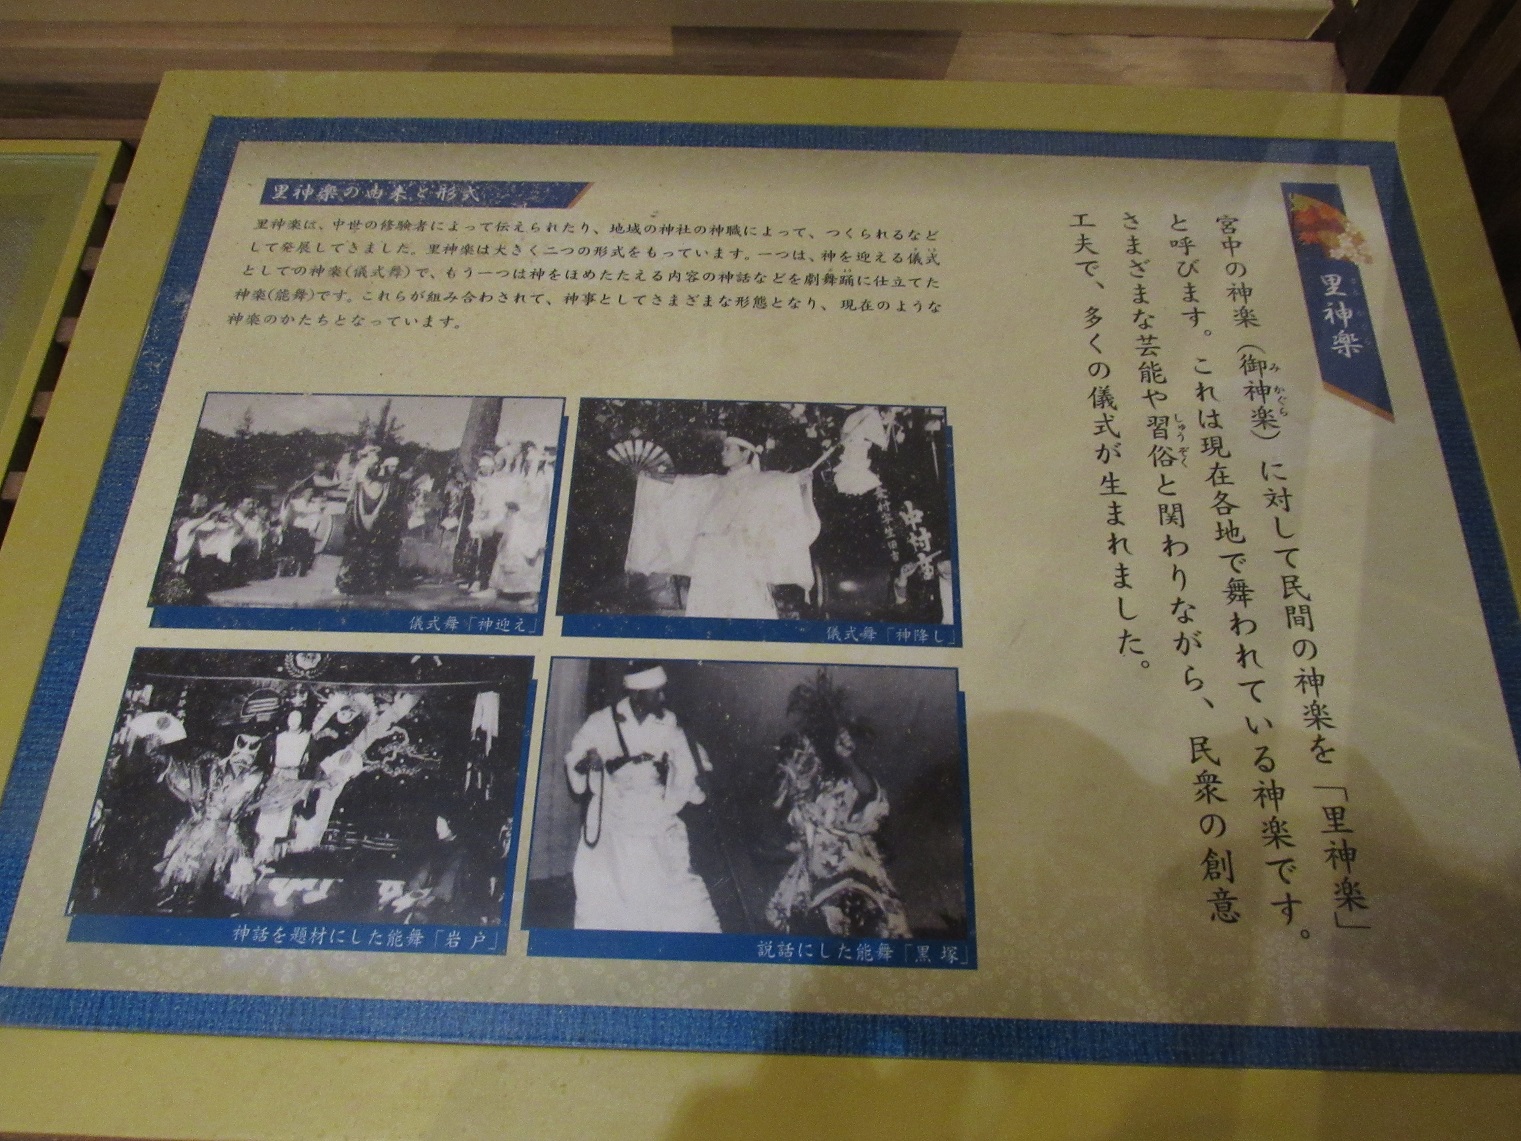 里神楽
宮中の神楽（御神楽）に対して民間の神楽を「里神楽」
と呼びます。これは現在各地で舞われている神楽です。
さまざまな芸能や習俗と関わりながら、民衆の創意
工夫で、多くの儀式が生まれました。
里神楽の由来と形式
里神楽は、中世の修験者によって伝えられたり、地域の神社の神職によって、つくられるなど
して発展してきました。里神楽は大きく二つの形式をもっています。一つは、神を迎える儀式
としての神楽（儀式舞）で、もう一つは神をほめたたえる内容の神話などを劇舞踊に仕立てた
神楽（能舞）です。これらが組み合わされて、神事としてさまざまな形態となり、現在のような
神楽のかたちとなっています。
儀式舞「神迎え」
儀式舞「神降し」
中村
神話を題材にした能舞「岩戸」
説話にした能舞「黒塚」